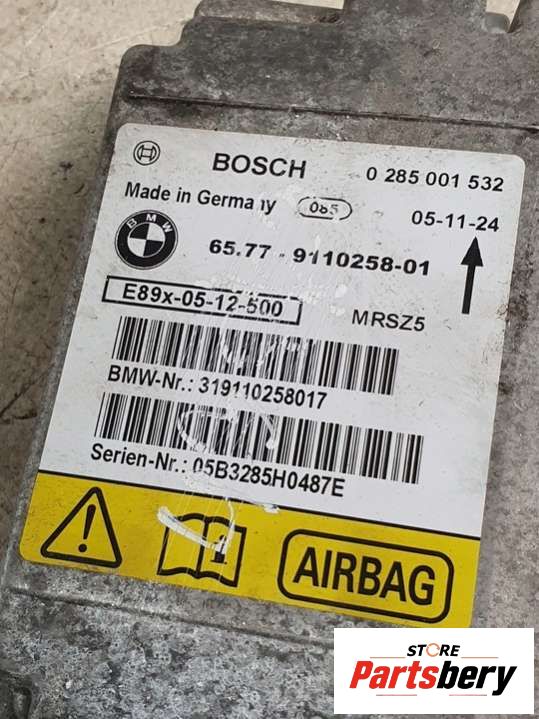 BOSCH 0 285 001 532
Made in Germany 085 05-11-24
BMW
65.77 - 9110258-01
E89x-05-12-500 MRSZ5
BMW-Nr.: 319110258017
Serien-Nr.: 05B3285H0487E
AIRBAG
STORE
Partsbery